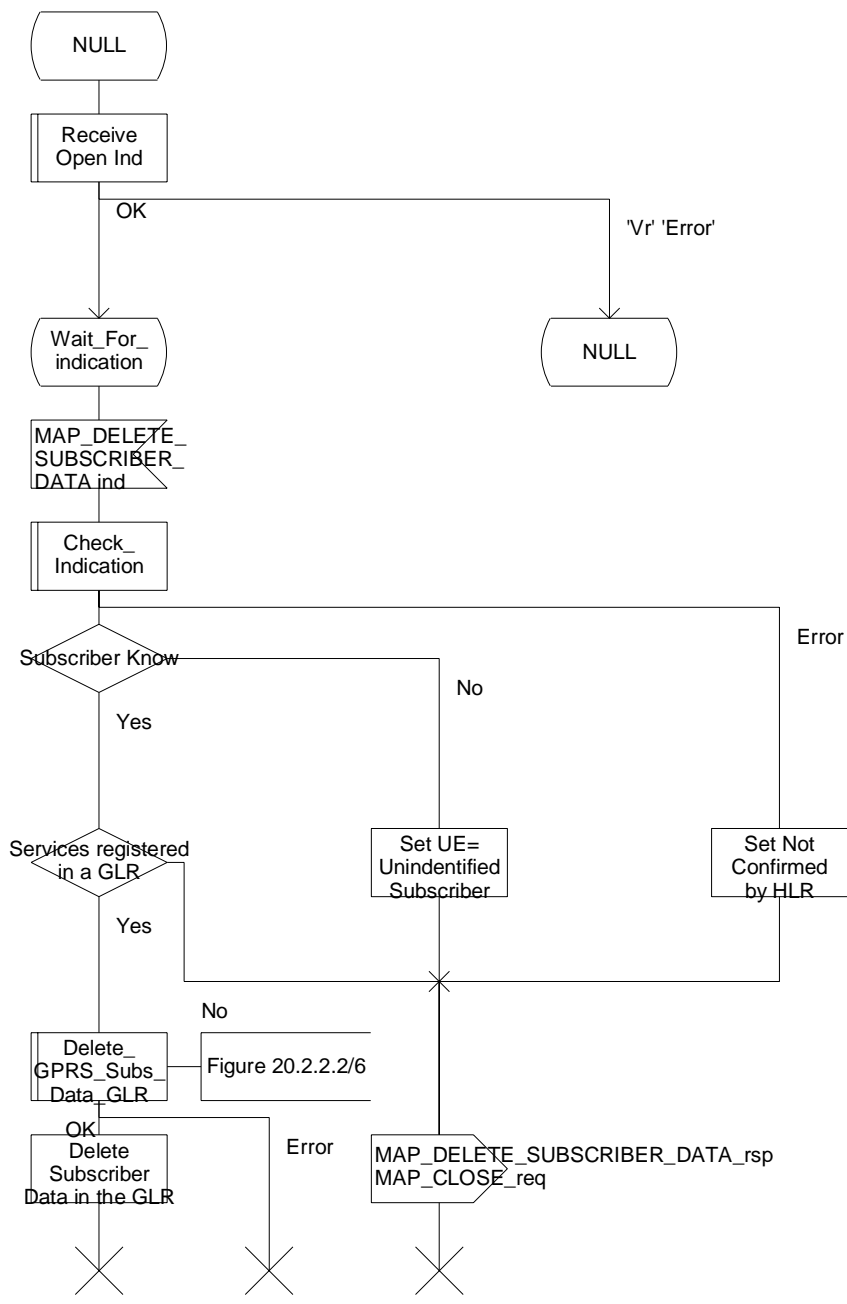 NULL
Receive
Open Ind
OK
'Vr' 'Error'
Wait_For_
indication
NULL
MAP_DELETE_
SUBSCRIBER_
DATA ind
Check_
Indication
Error
Subscriber Know
No
Yes
Services registered
in a GLR
Set UE=
Unindentified
Subscriber
Set Not
Confirmed
by HLR
Yes
No
Delete_
GPRS_Subs_
Data_GLR
Figure 20.2.2.2/6
OK
Error
Delete
Subscriber
Data in the GLR
MAP_DELETE_SUBSCRIBER_DATA_rsp
MAP_CLOSE_req